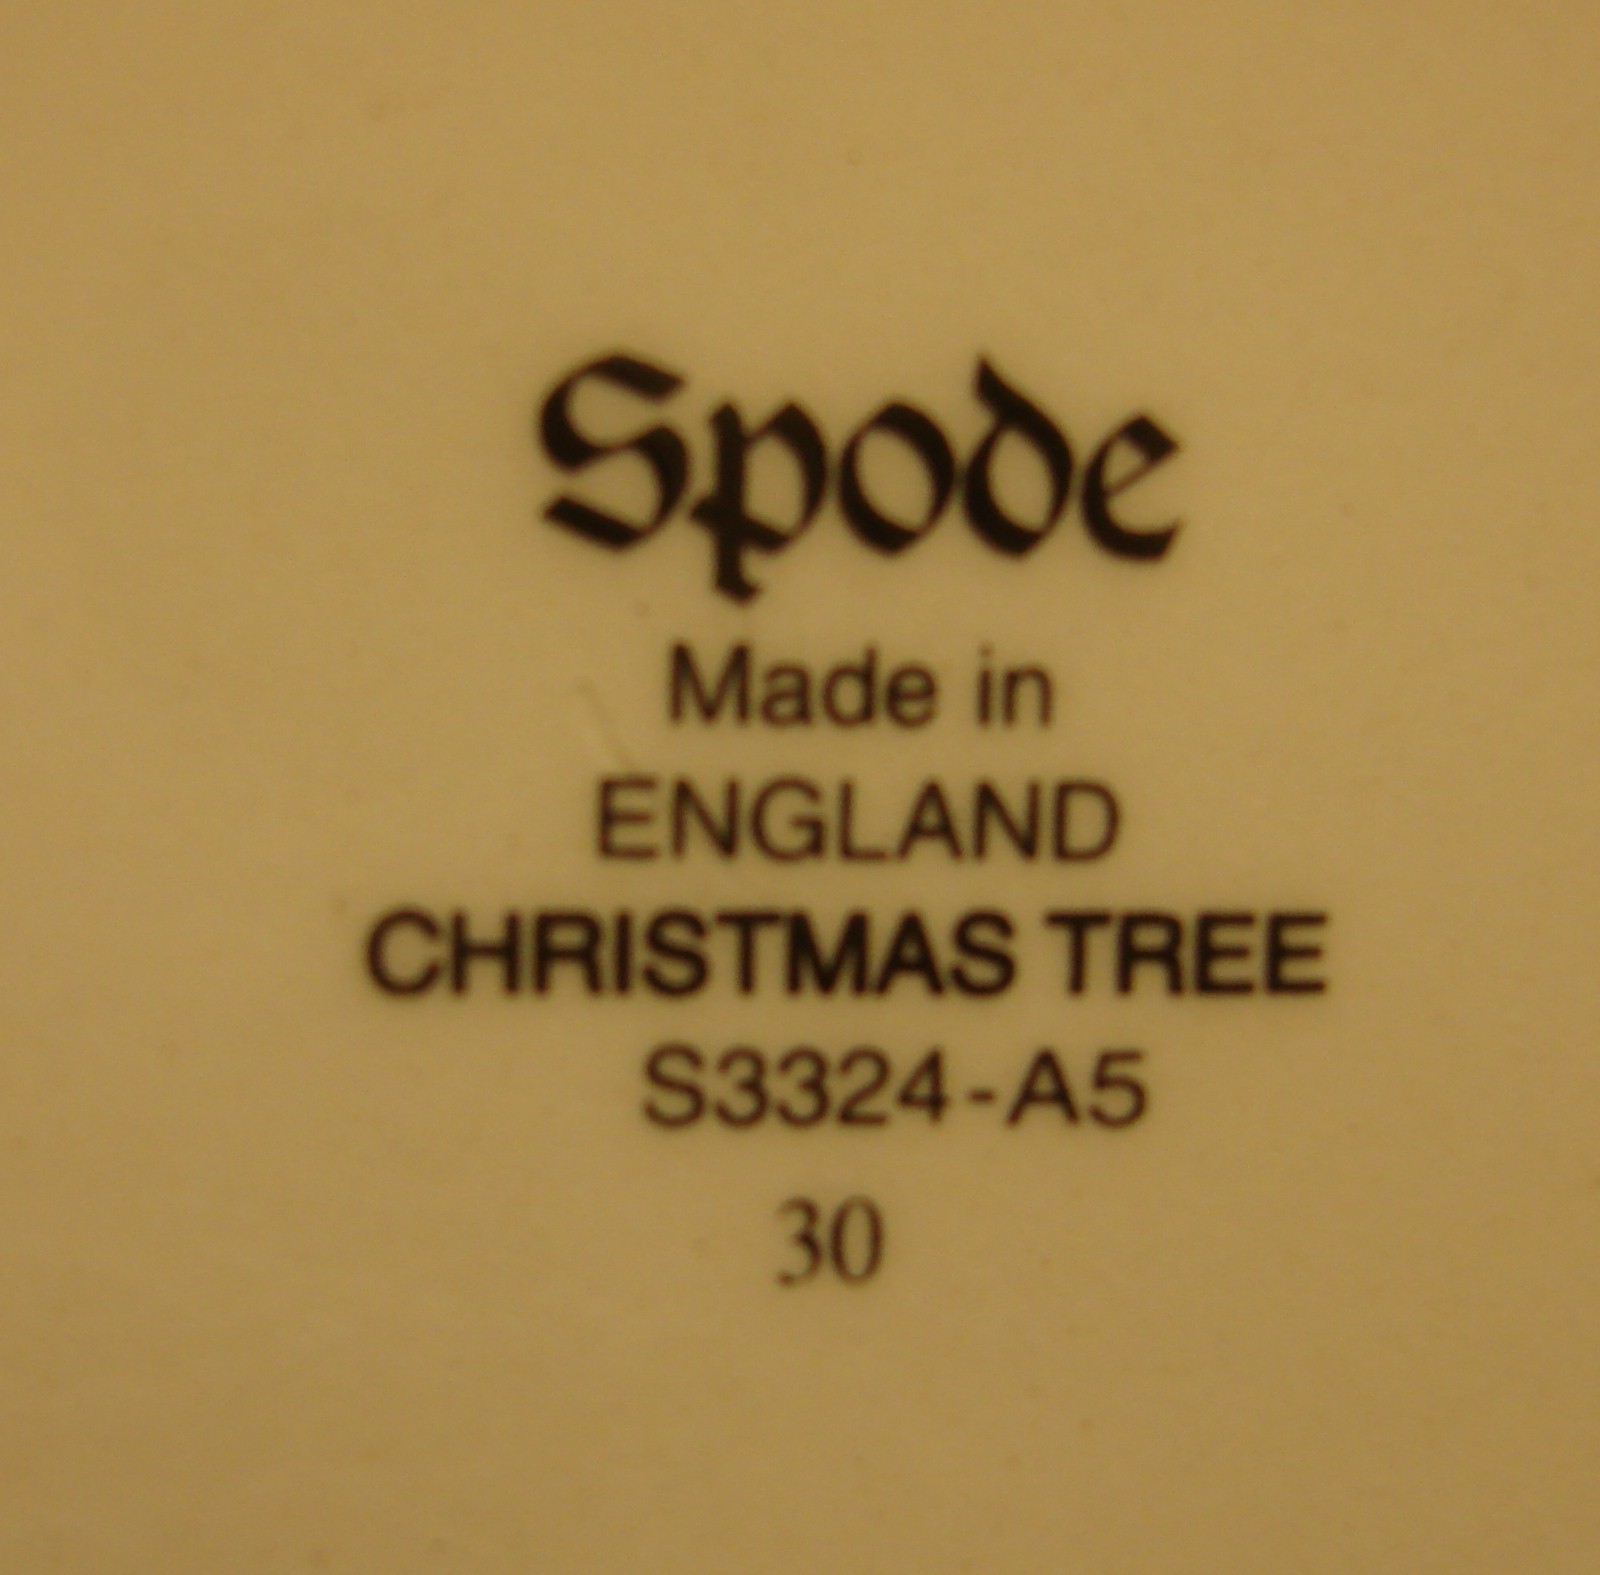 Spode
Made in
ENGLAND
CHRISTMAS TREE
S3324-A5
30